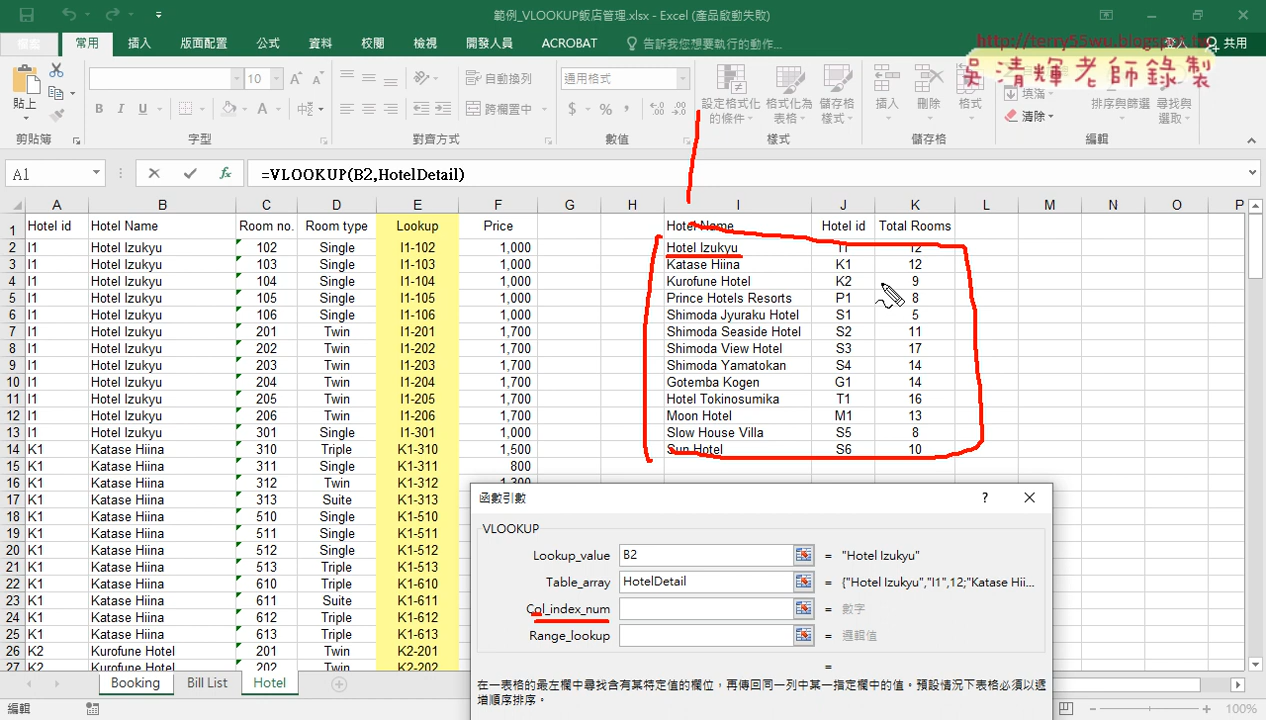 範例_VLOOKUP飯店管理.xlsx - Excel (產品啟動失敗)
http://terry55wu.blogspot.tw
吳清輝老師錄製
檔案 常用 插入 版面配置 公式 資料 校閱 檢視 開發人員 ACROBAT 告訴我您想要執行的動作... 登入 共用
貼上 10 自動換列 通用格式 設定格式化的條件 格式化為表格 儲存格樣式 插入 刪除 格式 填滿 清除 排序與篩選 尋找與選取
B I U A 中 跨欄置中 $ % ,
剪貼簿 字型 對齊方式 數值 樣式 儲存格 編輯
A1 fx =VLOOKUP(B2,HotelDetail)
A B C D E F G H I J K L M N O P
1 Hotel id Hotel Name Room no. Room type Lookup Price Hotel Name Hotel id Total Rooms
2 I1 Hotel Izukyu 102 Single I1-102 1,000 Hotel Izukyu I1 12
3 I1 Hotel Izukyu 103 Single I1-103 1,000 Katase Hiina K1 12
4 I1 Hotel Izukyu 104 Single I1-104 1,000 Kurofune Hotel K2 9
5 I1 Hotel Izukyu 105 Single I1-105 1,000 Prince Hotels Resorts P1 8
6 I1 Hotel Izukyu 106 Single I1-106 1,000 Shimoda Jyuraku Hotel S1 5
7 I1 Hotel Izukyu 201 Twin I1-201 1,700 Shimoda Seaside Hotel S2 11
8 I1 Hotel Izukyu 202 Twin I1-202 1,700 Shimoda View Hotel S3 17
9 I1 Hotel Izukyu 203 Twin I1-203 1,700 Shimoda Yamatokan S4 14
10 I1 Hotel Izukyu 204 Twin I1-204 1,700 Gotemba Kogen G1 14
11 I1 Hotel Izukyu 205 Twin I1-205 1,700 Hotel Tokinosumika T1 16
12 I1 Hotel Izukyu 206 Twin I1-206 1,700 Moon Hotel M1 13
13 I1 Hotel Izukyu 301 Single I1-301 1,000 Slow House Villa S5 8
14 K1 Katase Hiina 310 Triple K1-310 1,500 Sun Hotel S6 10
15 K1 Katase Hiina 311 Single K1-311 800
16 K1 Katase Hiina 312 Twin K1-312 1,300
17 K1 Katase Hiina 313 Suite K1-313
18 K1 Katase Hiina 510 Single K1-510
19 K1 Katase Hiina 511 Single K1-511
20 K1 Katase Hiina 512 Single K1-512
21 K1 Katase Hiina 513 Triple K1-513
22 K1 Katase Hiina 610 Triple K1-610
23 K1 Katase Hiina 611 Suite K1-611
24 K1 Katase Hiina 612 Triple K1-612
25 K1 Katase Hiina 613 Triple K1-613
26 K2 Kurofune Hotel 201 Twin K2-201
27 K2 Kurofune Hotel 202 Twin K2-202
函數引數 ?
VLOOKUP
Lookup_value B2 = "Hotel Izukyu"
Table_array HotelDetail = {"Hotel Izukyu","I1",12;"Katase Hii...
Col_index_num = 數字
Range_lookup = 邏輯值
=
在一表格的最左欄中尋找含有某特定值的欄位，再傳回同一列中某一指定欄中的值。預設情況下表格必須以遞增順序排序。
Booking Bill List Hotel
編輯 100%